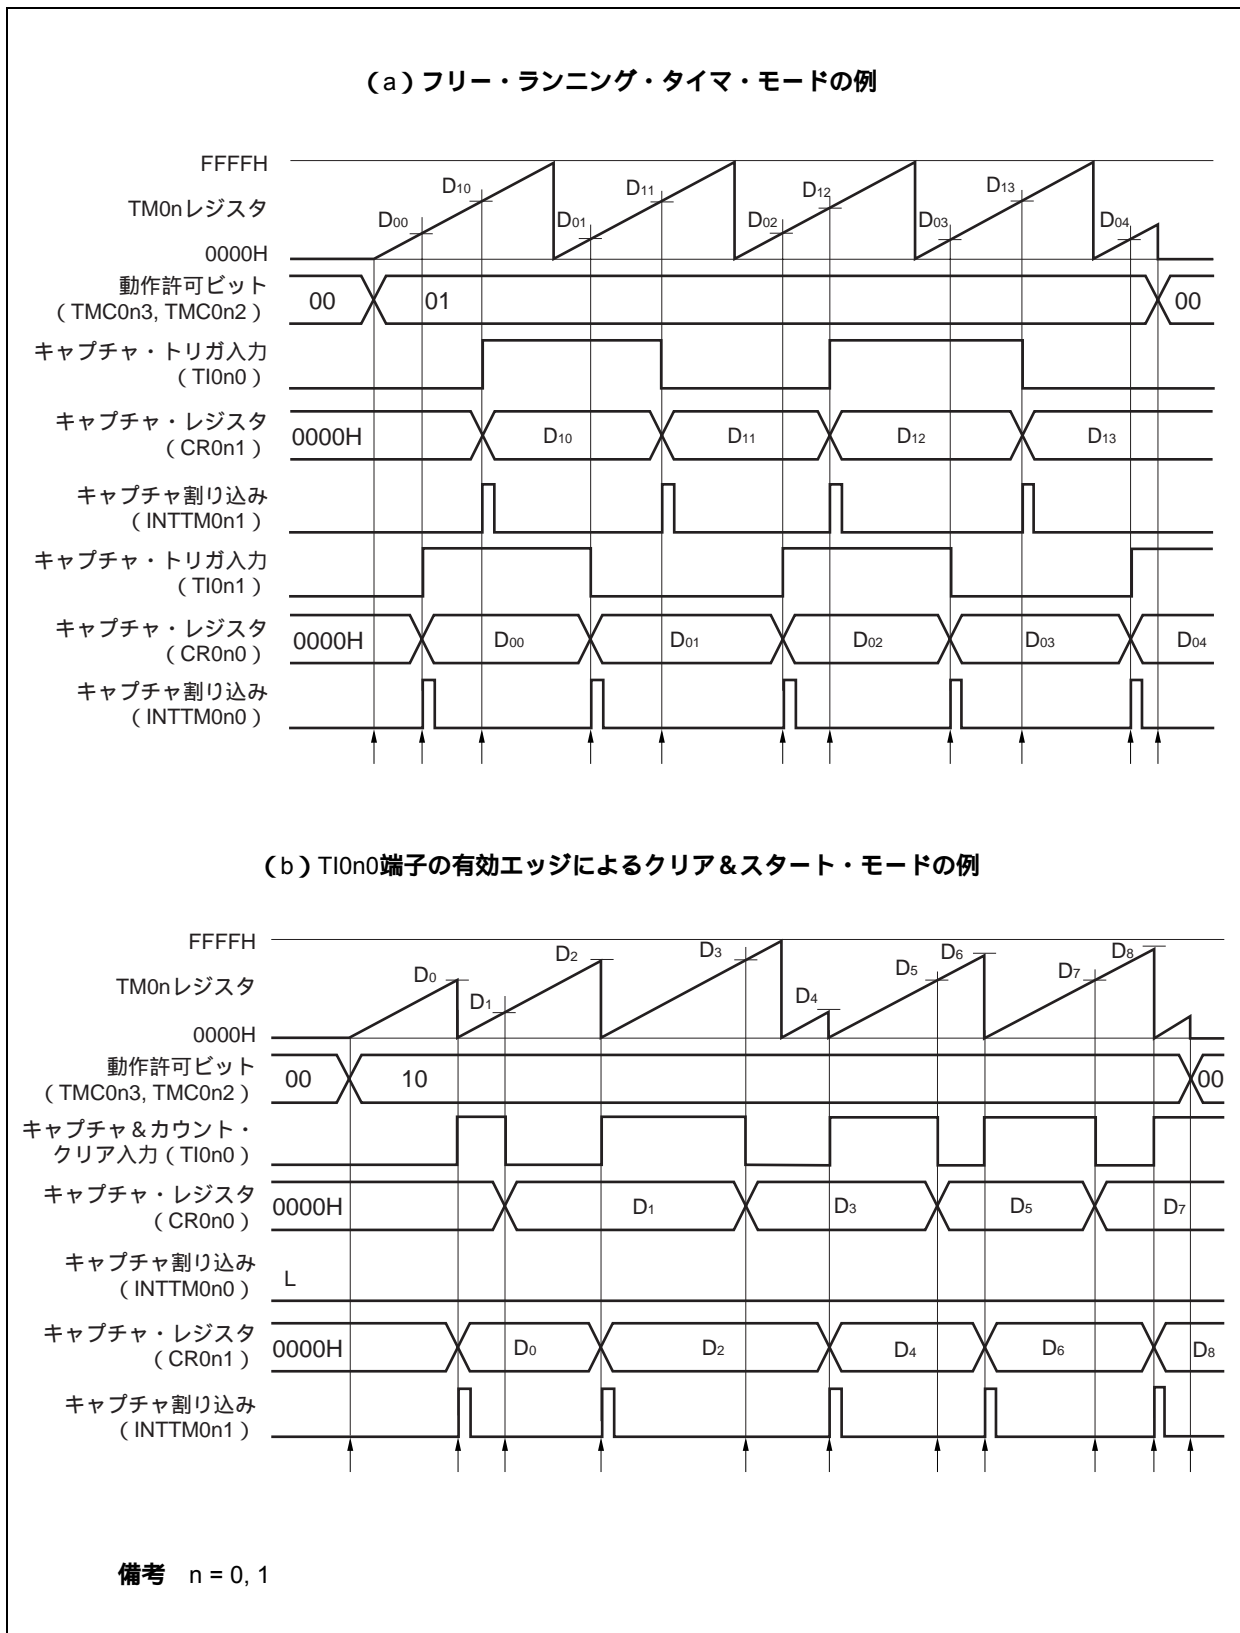 （a）フリー・ランニング・タイマ・モードの例
FFFFH
TM0nレジスタ
0000H
D00
D10
D01
D11
D02
D12
D03
D13
D04
動作許可ビット
（TMC0n3, TMC0n2）
00
01
00
キャプチャ・トリガ入力
（TI0n0）
キャプチャ・レジスタ
（CR0n1）
0000H
D10
D11
D12
D13
キャプチャ割り込み
（INTTM0n1）
キャプチャ・トリガ入力
（TI0n1）
キャプチャ・レジスタ
（CR0n0）
0000H
D00
D01
D02
D03
D04
キャプチャ割り込み
（INTTM0n0）
（b）TI0n0端子の有効エッジによるクリア＆スタート・モードの例
FFFFH
TM0nレジスタ
0000H
D0
D1
D2
D3
D4
D5
D6
D7
D8
動作許可ビット
（TMC0n3, TMC0n2）
00
10
00
キャプチャ＆カウント・
クリア入力（TI0n0）
キャプチャ・レジスタ
（CR0n0）
0000H
D1
D3
D5
D7
キャプチャ割り込み
（INTTM0n0）
L
キャプチャ・レジスタ
（CR0n1）
0000H
D0
D2
D4
D6
D8
キャプチャ割り込み
（INTTM0n1）
備考 n = 0, 1